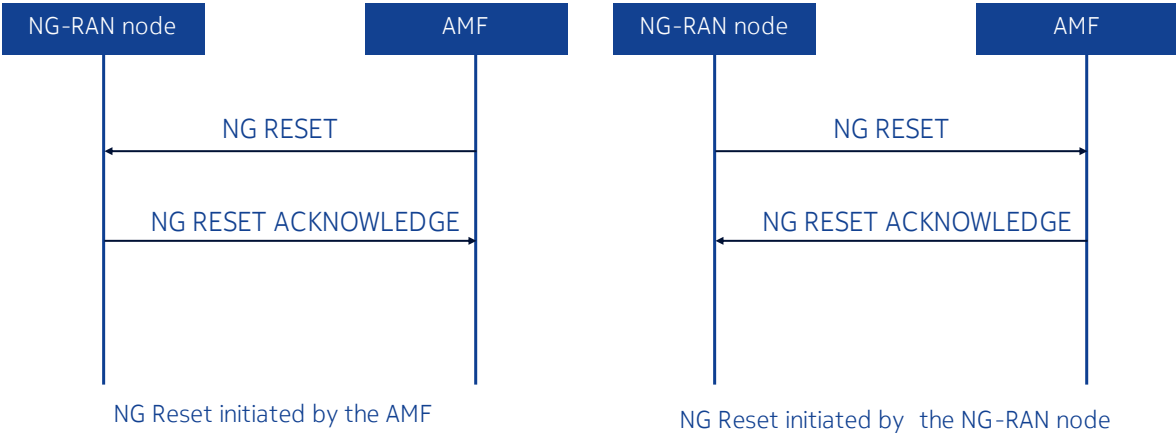 NG-RAN node
AMF
NG RESET
NG RESET ACKNOWLEDGE
NG Reset initiated by the AMF
NG-RAN node
AMF
NG RESET
NG RESET ACKNOWLEDGE
NG Reset initiated by the NG-RAN node